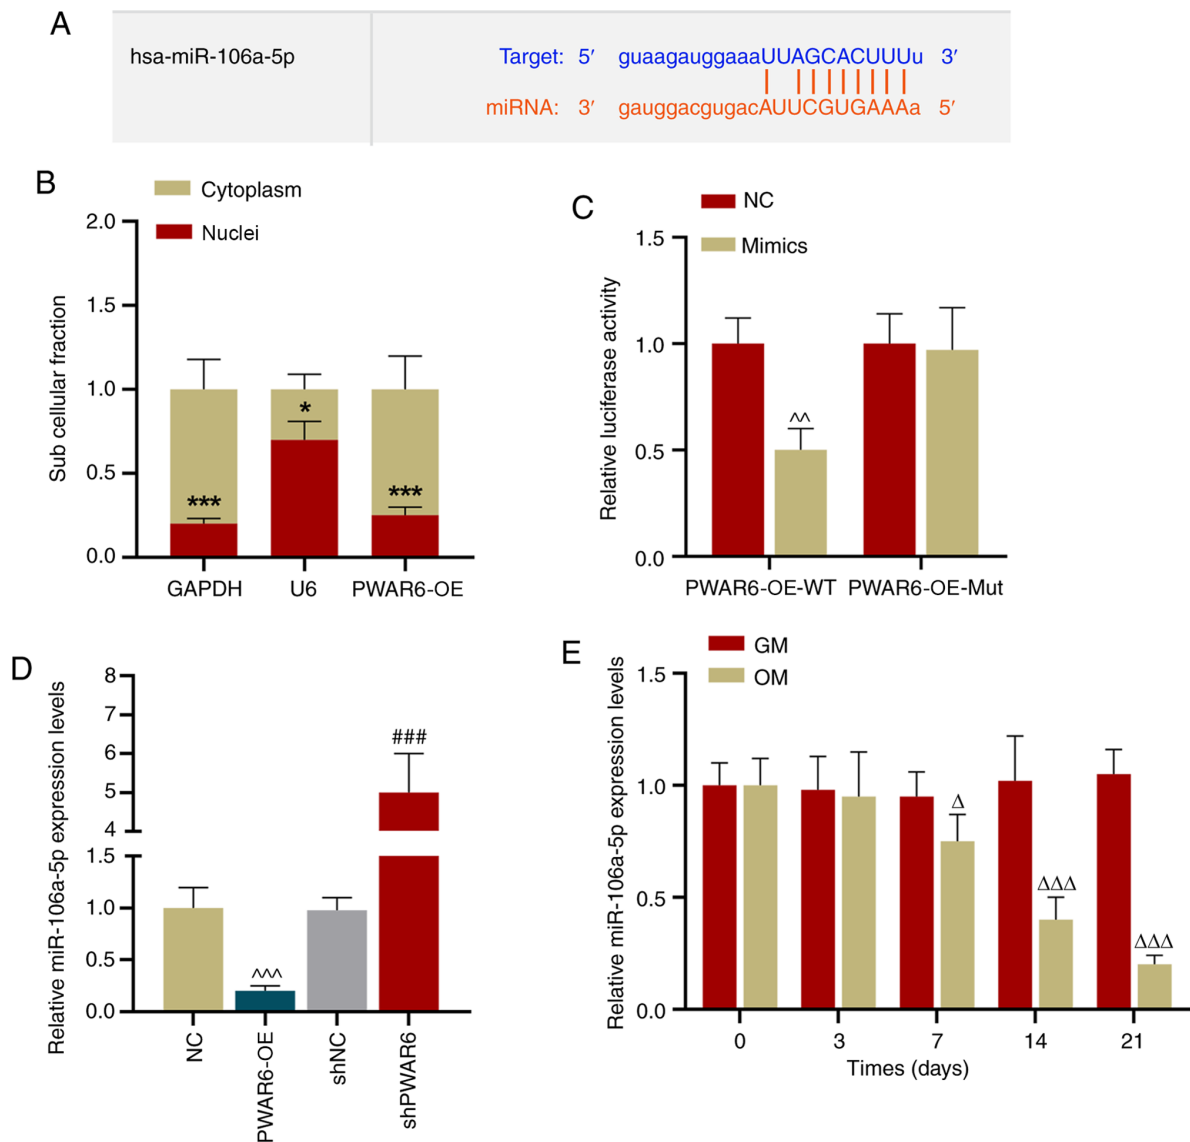 A
hsa-miR-106a-5p
Target: 5′ guaagauggaaaUUAGCACUUUu 3′
miRNA: 3′ gauggacgugacAUUCGUGAAAa 5′
B
Cytoplasm
Nuclei
Sub cellular fraction
2.0
1.5
1.0
0.5
0.0
***
*
***
GAPDH U6 PWAR6-OE
C
NC
Mimics
Relative luciferase activity
1.5
1.0
0.5
0.0
^^
PWAR6-OE-WT PWAR6-OE-Mut
D
Relative miR-106a-5p expression levels
8
7
6
5
4
1.5
1.0
0.5
0.0
^^^
###
NC
PWAR6-OE
shNC
shPWAR6
E
GM
OM
Relative miR-106a-5p expression levels
1.5
1.0
0.5
0.0
Δ
ΔΔΔ
ΔΔΔ
0 3 7 14 21
Times (days)